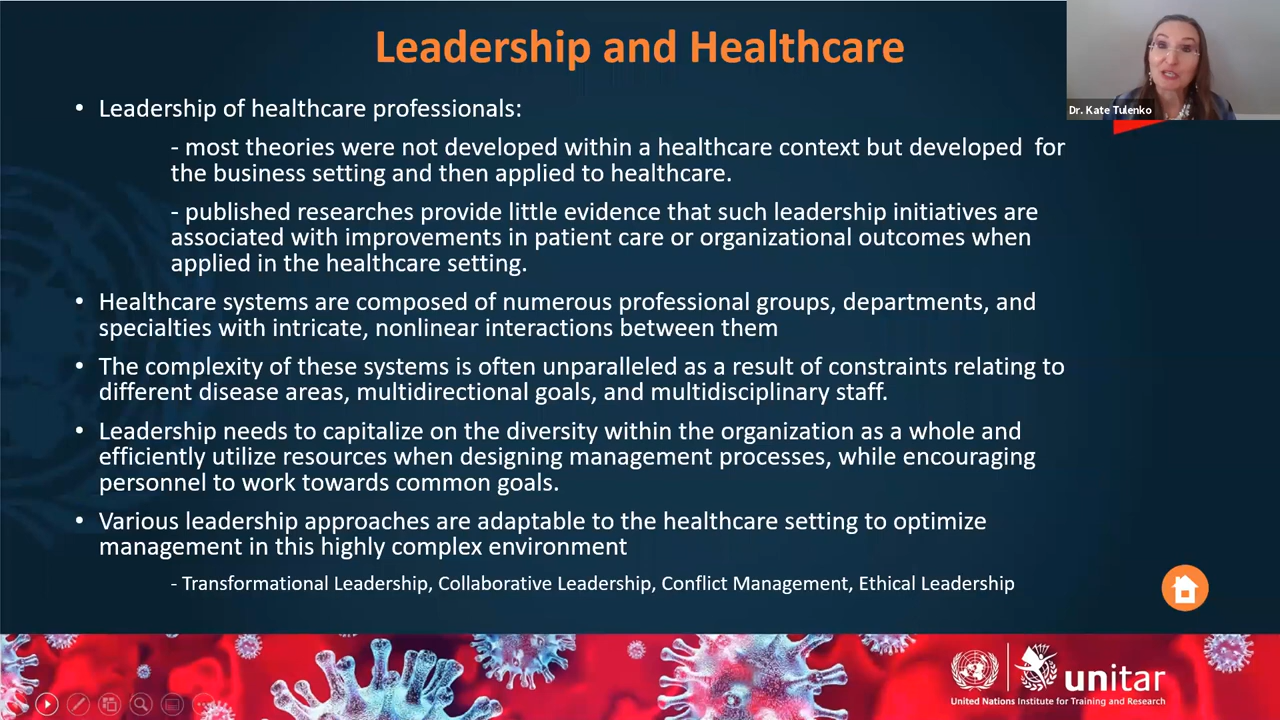 Leadership and Healthcare
Dr. Kate Tulenko
• Leadership of healthcare professionals:
- most theories were not developed within a healthcare context but developed for
the business setting and then applied to healthcare.
- published researches provide little evidence that such leadership initiatives are
associated with improvements in patient care or organizational outcomes when
applied in the healthcare setting.
• Healthcare systems are composed of numerous professional groups, departments, and
specialties with intricate, nonlinear interactions between them
• The complexity of these systems is often unparalleled as a result of constraints relating to
different disease areas, multidirectional goals, and multidisciplinary staff.
• Leadership needs to capitalize on the diversity within the organization as a whole and
efficiently utilize resources when designing management processes, while encouraging
personnel to work towards common goals.
• Various leadership approaches are adaptable to the healthcare setting to optimize
management in this highly complex environment
- Transformational Leadership, Collaborative Leadership, Conflict Management, Ethical Leadership
unitar
United Nations Institute for Training and Research